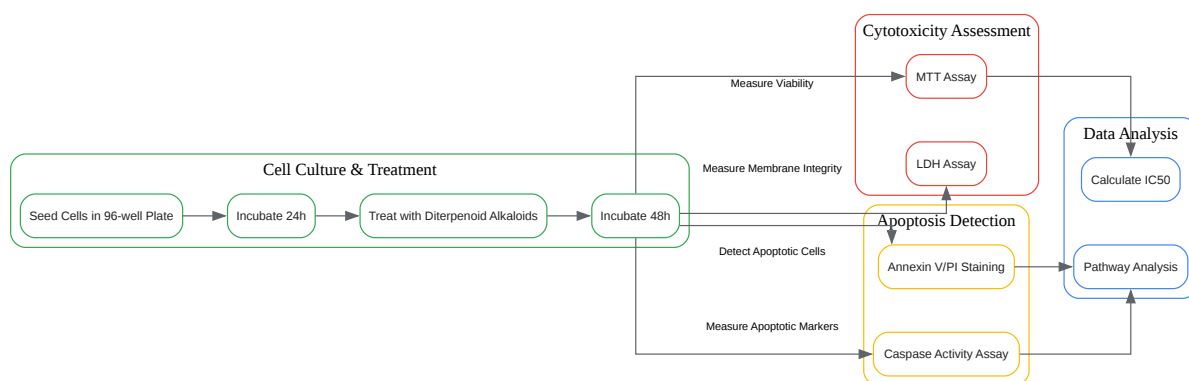 Cytotoxicity Assessment
MTT Assay
Measure Viability
Data Analysis
Cell Culture & Treatment
Measure Membrane Integrity
LDH Assay
Calculate IC50
Seed Cells in 96-well Plate
Incubate 24h
Treat with Diterpenoid Alkaloids
Incubate 48h
Apoptosis Detection
Detect Apoptotic Cells
Annexin V/PI Staining
Pathway Analysis
Measure Apoptotic Markers
Caspase Activity Assay